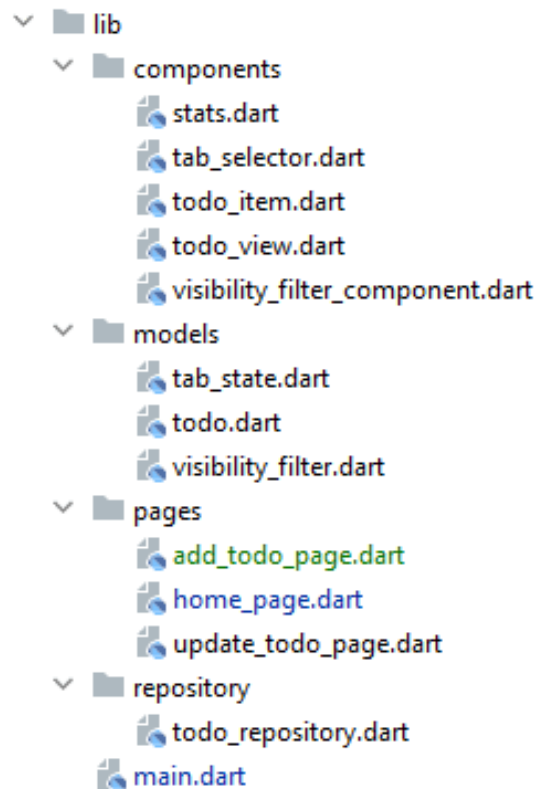 lib
components
stats.dart
tab_selector.dart
todo_item.dart
todo_view.dart
visibility_filter_component.dart
models
tab_state.dart
todo.dart
visibility_filter.dart
pages
add_todo_page.dart
home_page.dart
update_todo_page.dart
repository
todo_repository.dart
main.dart